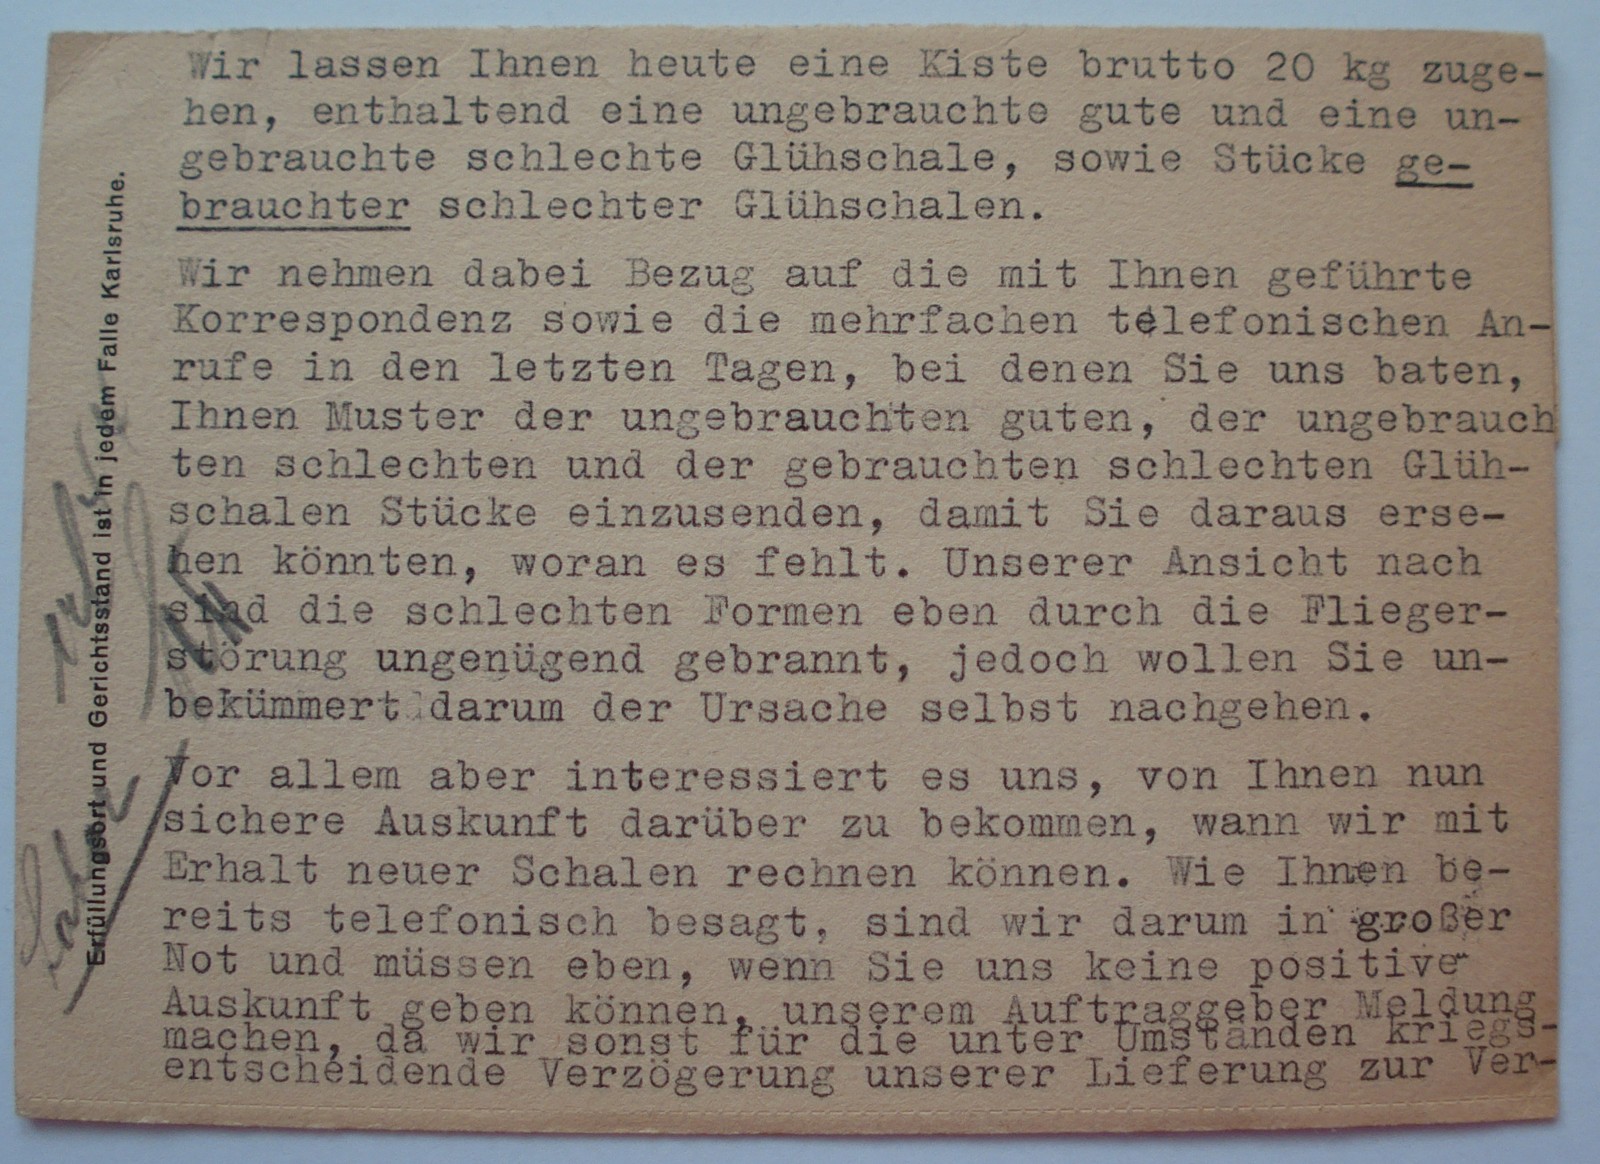 Wir lassen Ihnen heute eine Kiste brutto 20 kg zuge-
hen, enthaltend eine ungebrauchte gute und eine un-
gebrauchte schlechte Glühschale, sowie Stücke ge-
brauchter schlechter Glühschalen.
Wir nehmen dabei Bezug auf die mit Ihnen geführte
Korrespondenz sowie die mehrfachen telefonischen An-
rufe in den letzten Tagen, bei denen Sie uns baten,
Ihnen Muster der ungebrauchten guten, der ungebrauch
ten schlechten und der gebrauchten schlechten Glüh-
schalen Stücke einzusenden, damit Sie daraus erse-
hen könnten, woran es fehlt. Unserer Ansicht nach
sind die schlechten Formen eben durch die Flieger-
störung ungenügend gebrannt, jedoch wollen Sie un-
bekümmert darum der Ursache selbst nachgehen.
Vor allem aber interessiert es uns, von Ihnen nun
sichere Auskunft darüber zu bekommen, wann wir mit
Erhalt neuer Schalen rechnen können. Wie Ihnen be-
reits telefonisch besagt, sind wir darum in großer
Not und müssen eben, wenn Sie uns keine positive
Auskunft geben können, unserem Auftraggeber Meldung
machen, da wir sonst für die unter Umständen kriegs-
entscheidende Verzögerung unserer Lieferung zur Ver-
Erfüllungsort und Gerichtsstand ist in jedem Falle Karlsruhe.